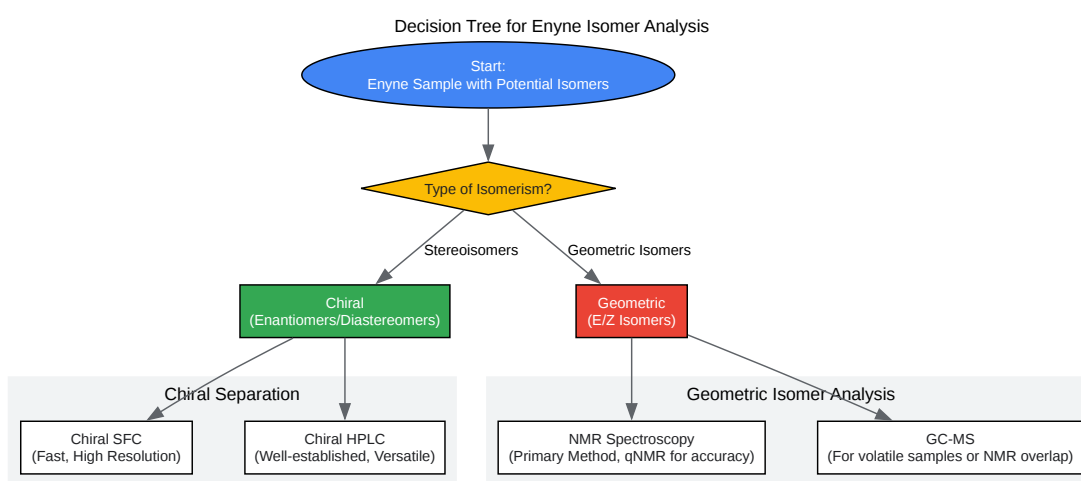 Decision Tree for Enyne Isomer Analysis
Start:
Enyne Sample with Potential Isomers
Type of Isomerism?
Stereoisomers
Geometric Isomers
Chiral
(Enantiomers/Diastereomers)
Geometric
(E/Z Isomers)
Chiral Separation
Geometric Isomer Analysis
Chiral SFC
(Fast, High Resolution)
Chiral HPLC
(Well-established, Versatile)
NMR Spectroscopy
(Primary Method, qNMR for accuracy)
GC-MS
(For volatile samples or NMR overlap)